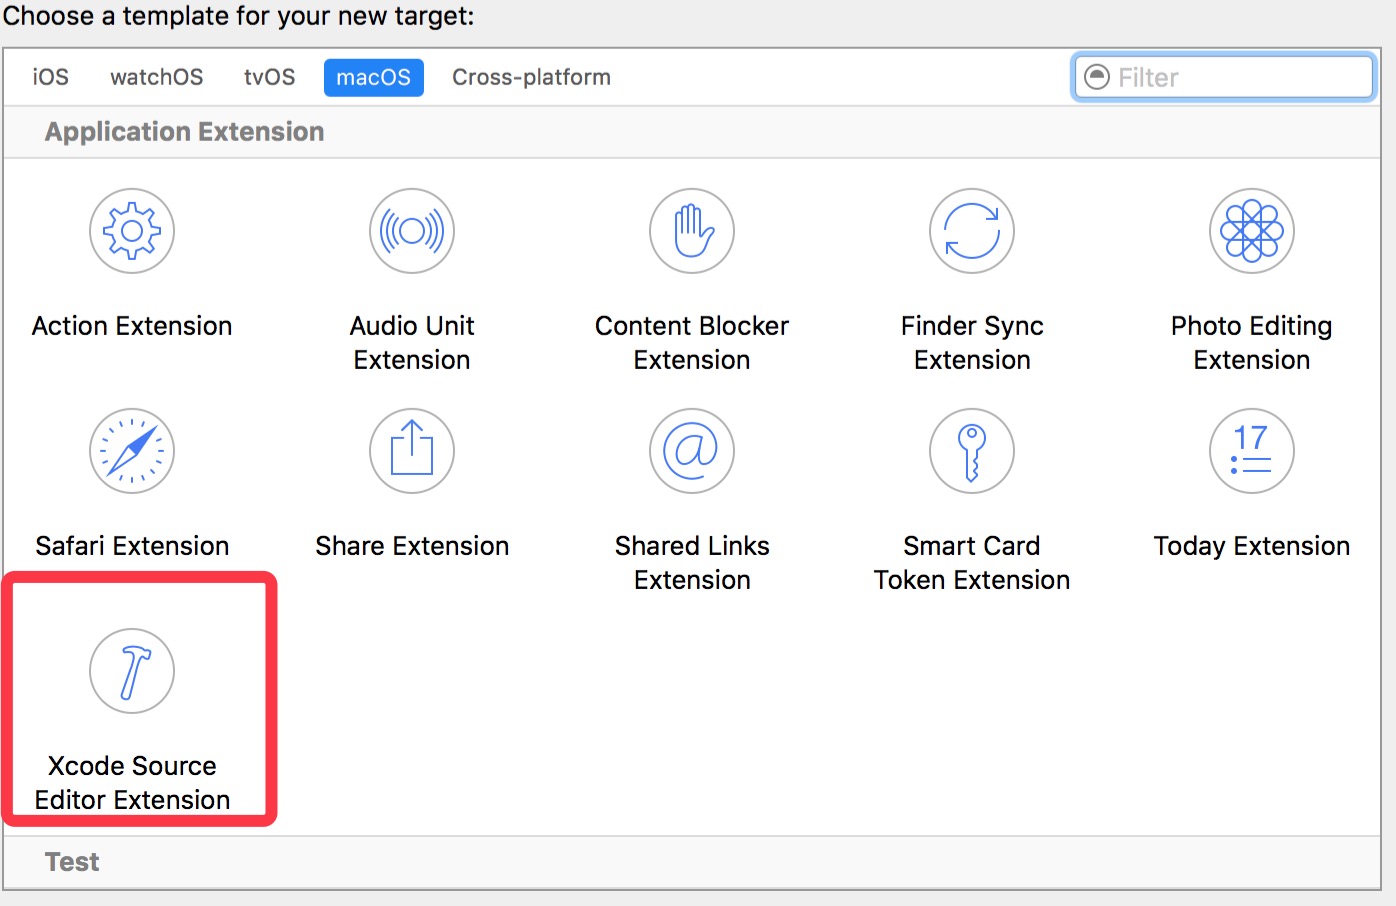 Choose a template for your new target:
iOS watchOS tvOS macOS Cross-platform Filter
Application Extension
Action Extension
Audio Unit
Extension
Content Blocker
Extension
Finder Sync
Extension
Photo Editing
Extension
Safari Extension
Share Extension
Shared Links
Extension
Smart Card
Token Extension
17
Today Extension
Xcode Source
Editor Extension
Test